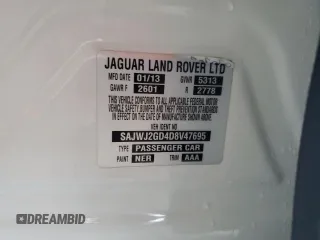 JAGUAR LAND ROVER LTD
MFD DATE 01/13 GVWR 5313
GAWR F 2601 R 2778
THIS VEHICLE CONFORMS TO ALL APPLICABLE FEDERAL MOTOR
VEHICLE SAFETY, BUMPER AND THEFT PREVENTION STANDARDS
IN EFFECT ON THE DATE OF MANUFACTURE SHOWN ABOVE.
VEH IDENT NO
SAJWJ2GD4D8V47695
TYPE PASSENGER CAR
PAINT NER TRIM AAA
DREAMBID